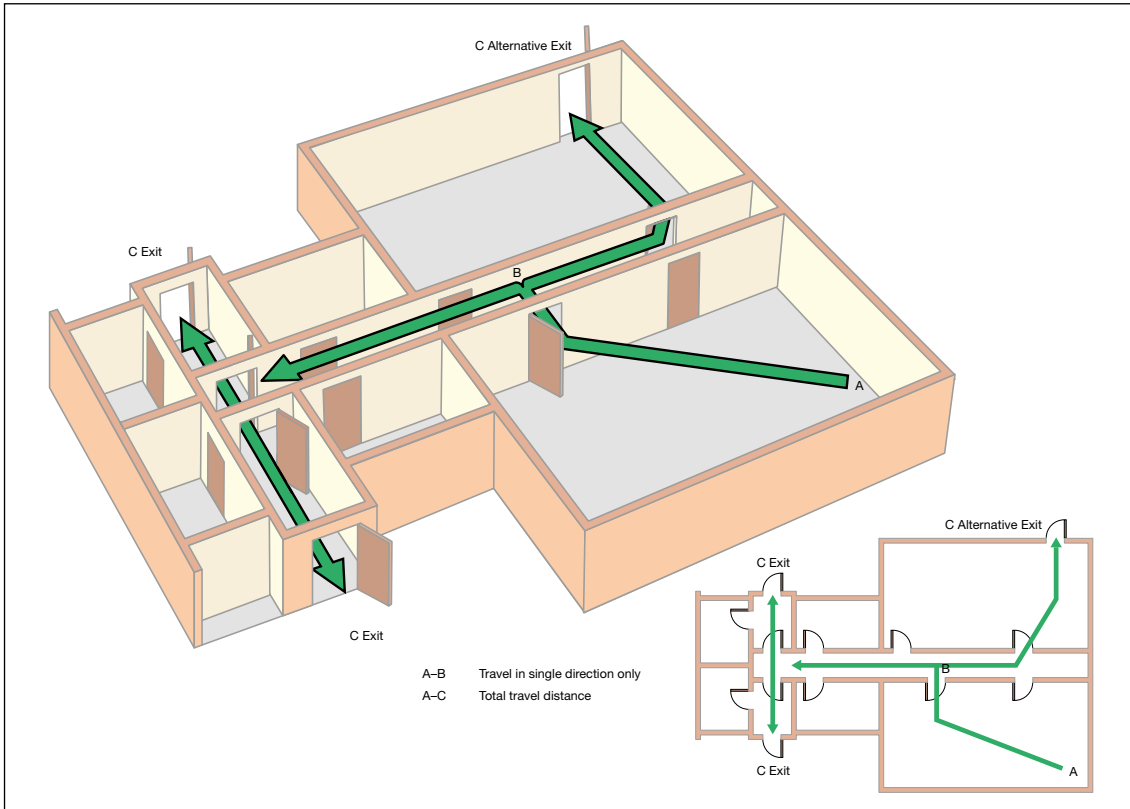 C Alternative Exit
C Exit
B
A
C Exit
A–B Travel in single direction only
A–C Total travel distance
C Alternative Exit
C Exit
B
A
C Exit